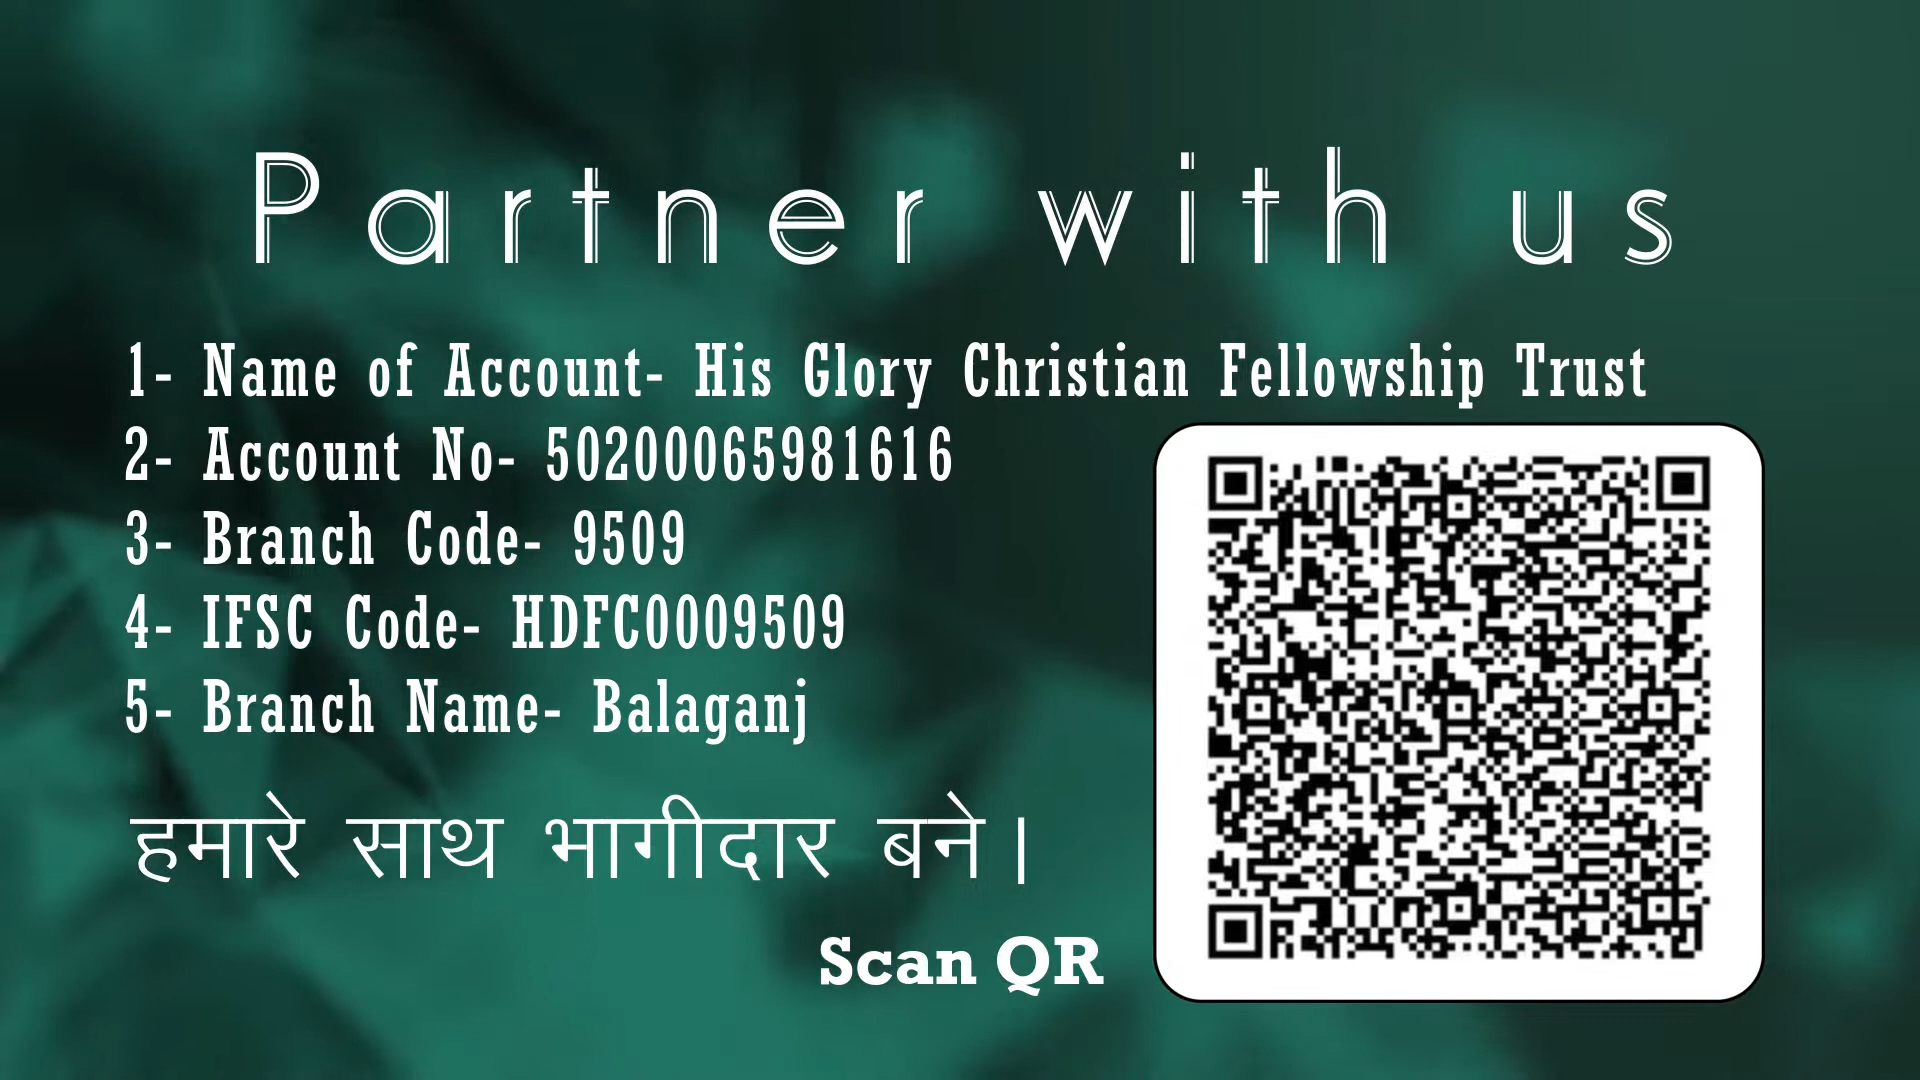 Partner with us
1- Name of Account- His Glory Christian Fellowship Trust
2- Account No- 50200065981616
3- Branch Code- 9509
4- IFSC Code- HDFC0009509
5- Branch Name- Balaganj
हमारे साथ भागीदार बने।
Scan QR